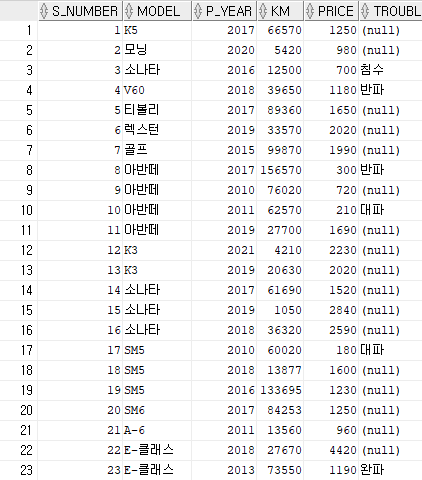 S_NUMBER MODEL P_YEAR KM PRICE TROUBL
1 1 K5 2017 66570 1250 (null)
2 2 모닝 2020 5420 980 (null)
3 3 소나타 2016 12500 700 침수
4 4 V60 2018 39650 1180 반파
5 5 티볼리 2017 89360 1650 (null)
6 6 렉스턴 2019 33570 2020 (null)
7 7 골프 2015 99870 1990 (null)
8 8 아반떼 2017 156570 300 반파
9 9 아반떼 2010 76020 720 (null)
10 10 아반떼 2011 62570 210 대파
11 11 아반떼 2019 27700 1690 (null)
12 12 K3 2021 4210 2230 (null)
13 13 K3 2019 20630 2020 (null)
14 14 소나타 2017 61690 1520 (null)
15 15 소나타 2019 1050 2840 (null)
16 16 소나타 2018 36320 2590 (null)
17 17 SM5 2010 60020 180 대파
18 18 SM5 2018 13877 1600 (null)
19 19 SM5 2016 133695 1230 (null)
20 20 SM6 2017 84253 1250 (null)
21 21 A-6 2011 13560 960 (null)
22 22 E-클래스 2018 27670 4420 (null)
23 23 E-클래스 2013 73550 1190 완파